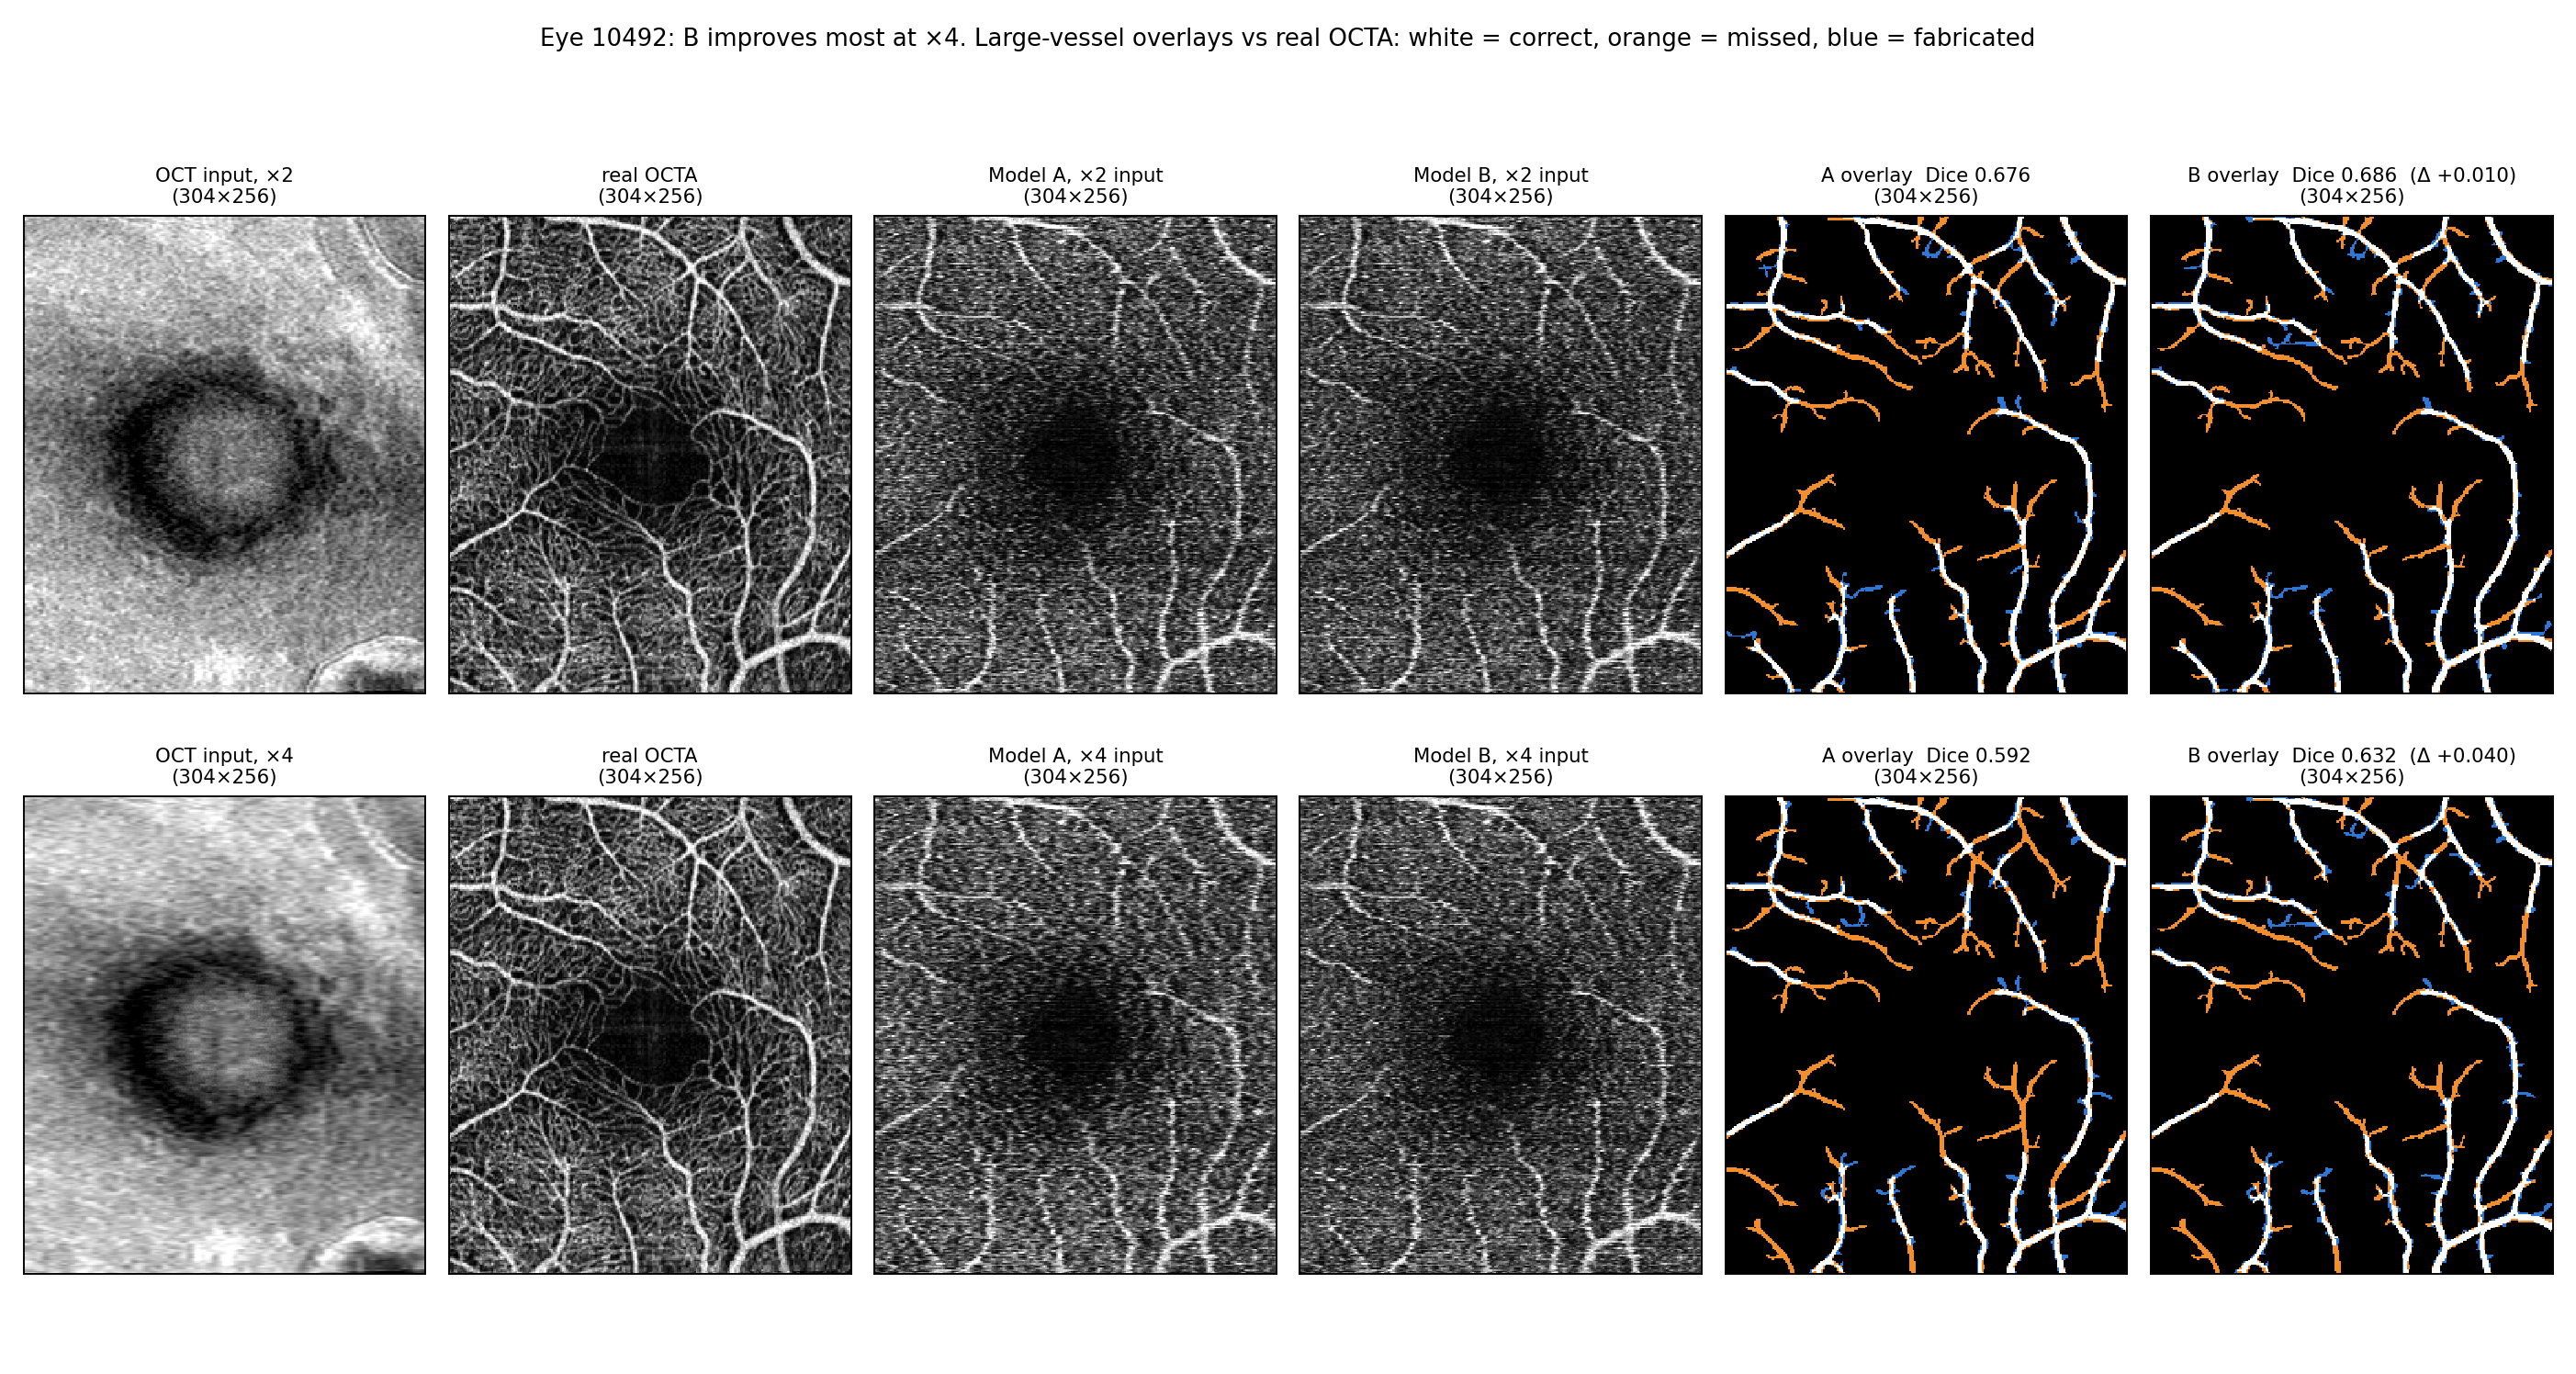 Eye 10492: B improves most at ×4. Large-vessel overlays vs real OCTA: white = correct, orange = missed, blue = fabricated
OCT input, ×2
(304×256)
real OCTA
(304×256)
Model A, ×2 input
(304×256)
Model B, ×2 input
(304×256)
A overlay  Dice 0.676
(304×256)
B overlay  Dice 0.686  (Δ +0.010)
(304×256)
OCT input, ×4
(304×256)
real OCTA
(304×256)
Model A, ×4 input
(304×256)
Model B, ×4 input
(304×256)
A overlay  Dice 0.592
(304×256)
B overlay  Dice 0.632  (Δ +0.040)
(304×256)